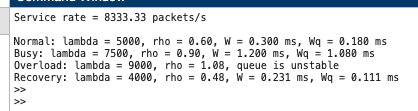 Service rate = 8333.33 packets/s
Normal: lambda = 5000, rho = 0.60, W = 0.300 ms, Wq = 0.180 ms
Busy: lambda = 7500, rho = 0.90, W = 1.200 ms, Wq = 1.080 ms
Overload: lambda = 9000, rho = 1.08, queue is unstable
Recovery: lambda = 4000, rho = 0.48, W = 0.231 ms, Wq = 0.111 ms
>>
>>